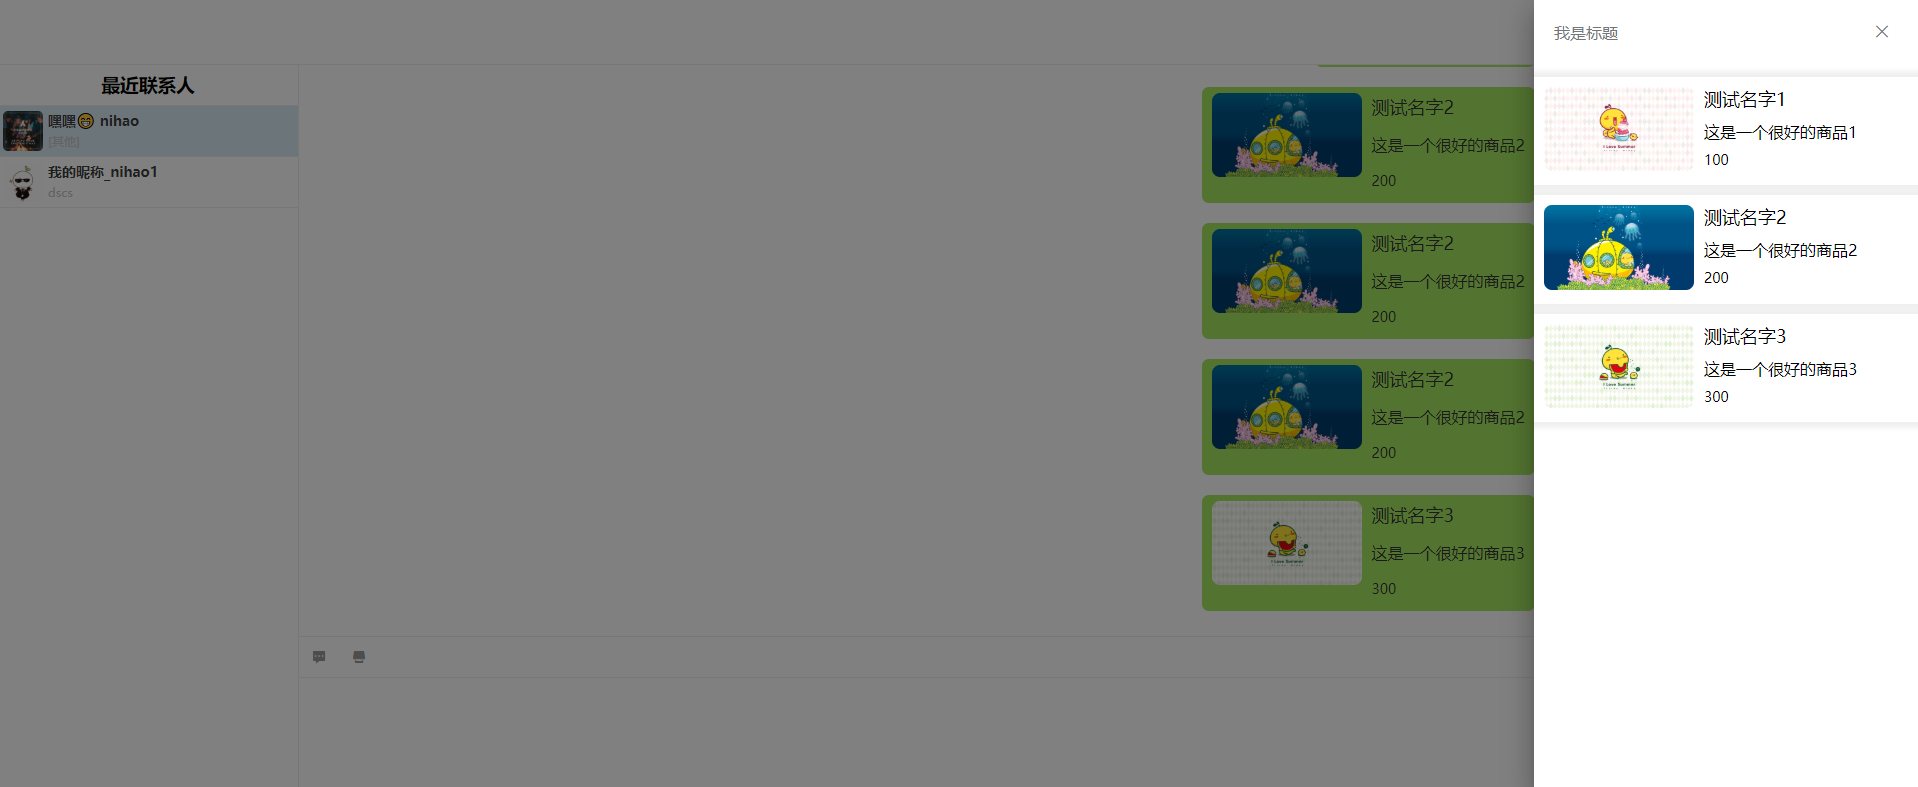 最近联系人
嘿嘿😁 nihao
[其他]
我的昵称_nihao1
dscs
测试名字2
这是一个很好的商品2
200
测试名字2
这是一个很好的商品2
200
测试名字2
这是一个很好的商品2
200
测试名字3
这是一个很好的商品3
300
我是标题
测试名字1
这是一个很好的商品1
100
测试名字2
这是一个很好的商品2
200
测试名字3
这是一个很好的商品3
300
I Love Summer
I Love Summer
I Love Summer